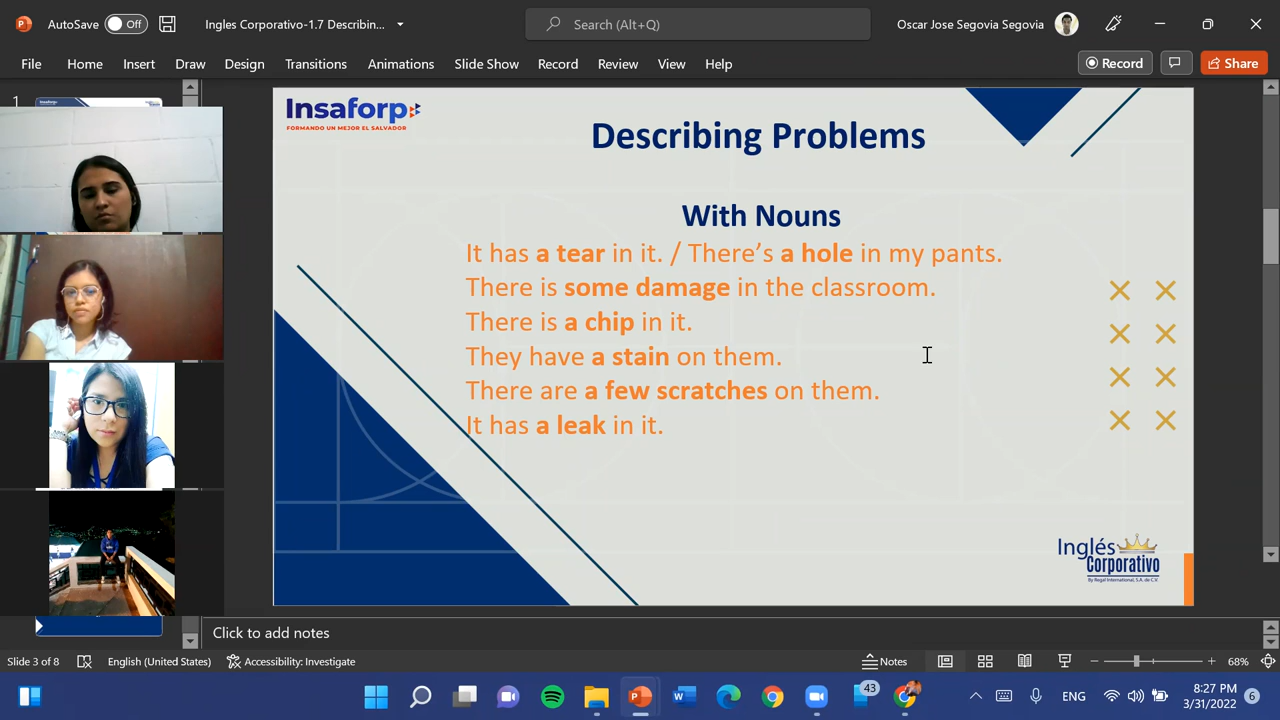 AutoSave Off
Ingles Corporativo-1.7 Describin...
Search (Alt+Q)
Oscar Jose Segovia Segovia
File Home Insert Draw Design Transitions Animations Slide Show Record Review View Help
Record
Share
1
Insaforp
FORMANDO UN MEJOR EL SALVADOR
Describing Problems
With Nouns
It has a tear in it. / There's a hole in my pants.
There is some damage in the classroom.
There is a chip in it.
They have a stain on them.
There are a few scratches on them.
It has a leak in it.
Inglés
Corporativo
By Regal International, S.A. de C.V.
Click to add notes
Slide 3 of 8
English (United States)
Accessibility: Investigate
Notes
68%
43
ENG
8:27 PM
3/31/2022
6